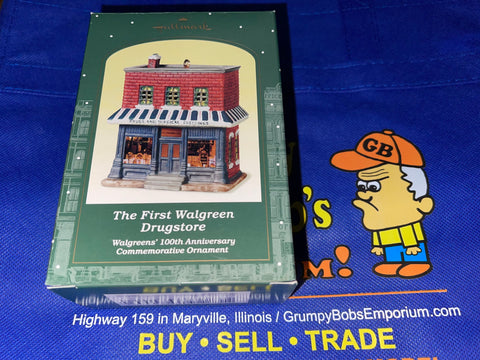 Hallmark
The First Walgreen
Drugstore
Walgreens' 100th Anniversary
Commemorative Ornament
GB
Highway 159 in Maryville, Illinois / GrumpyBobsEmporium.com
BUY • SELL • TRADE